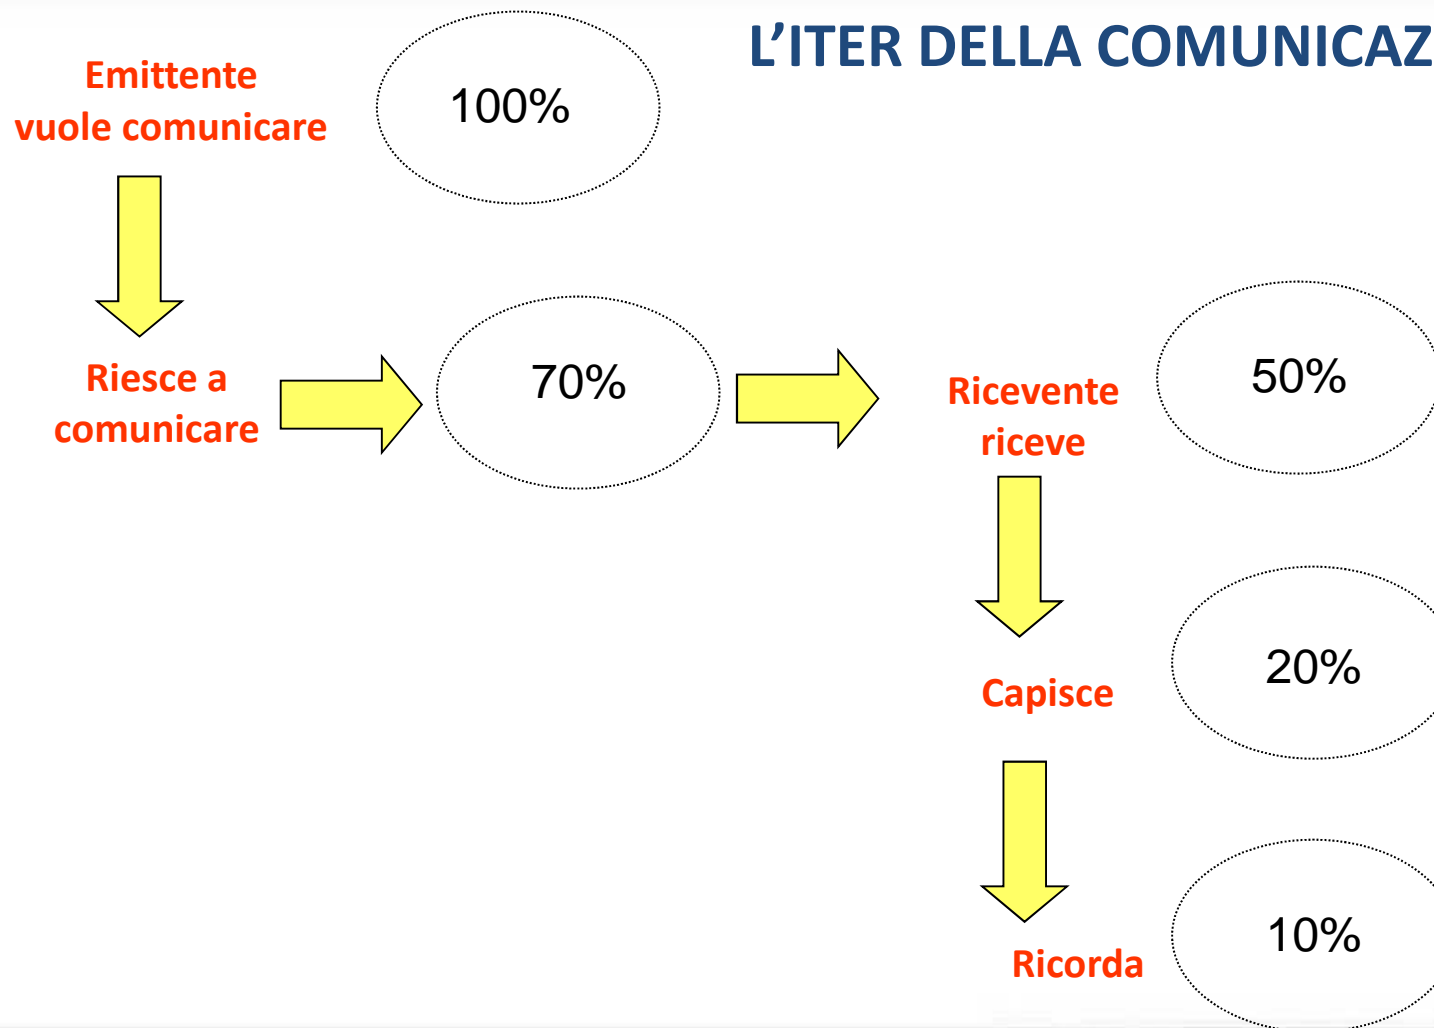 L’ITER DELLA COMUNICAZ
Emittente
vuole comunicare
100%
Riesce a
comunicare
70%
Ricevente
riceve
50%
Capisce
20%
Ricorda
10%